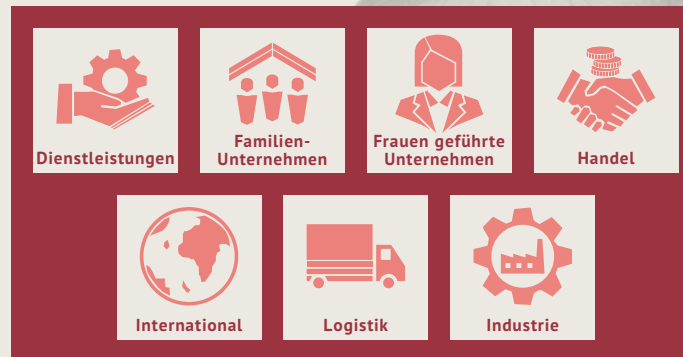 Dienstleistungen
Familien-
Unternehmen
Frauen geführte
Unternehmen
Handel
International
Logistik
Industrie